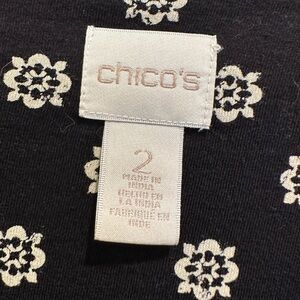 chico's
2
MADE IN
INDIA
HECHO EN
LA INDIA
FABRIQUÉ EN
INDE